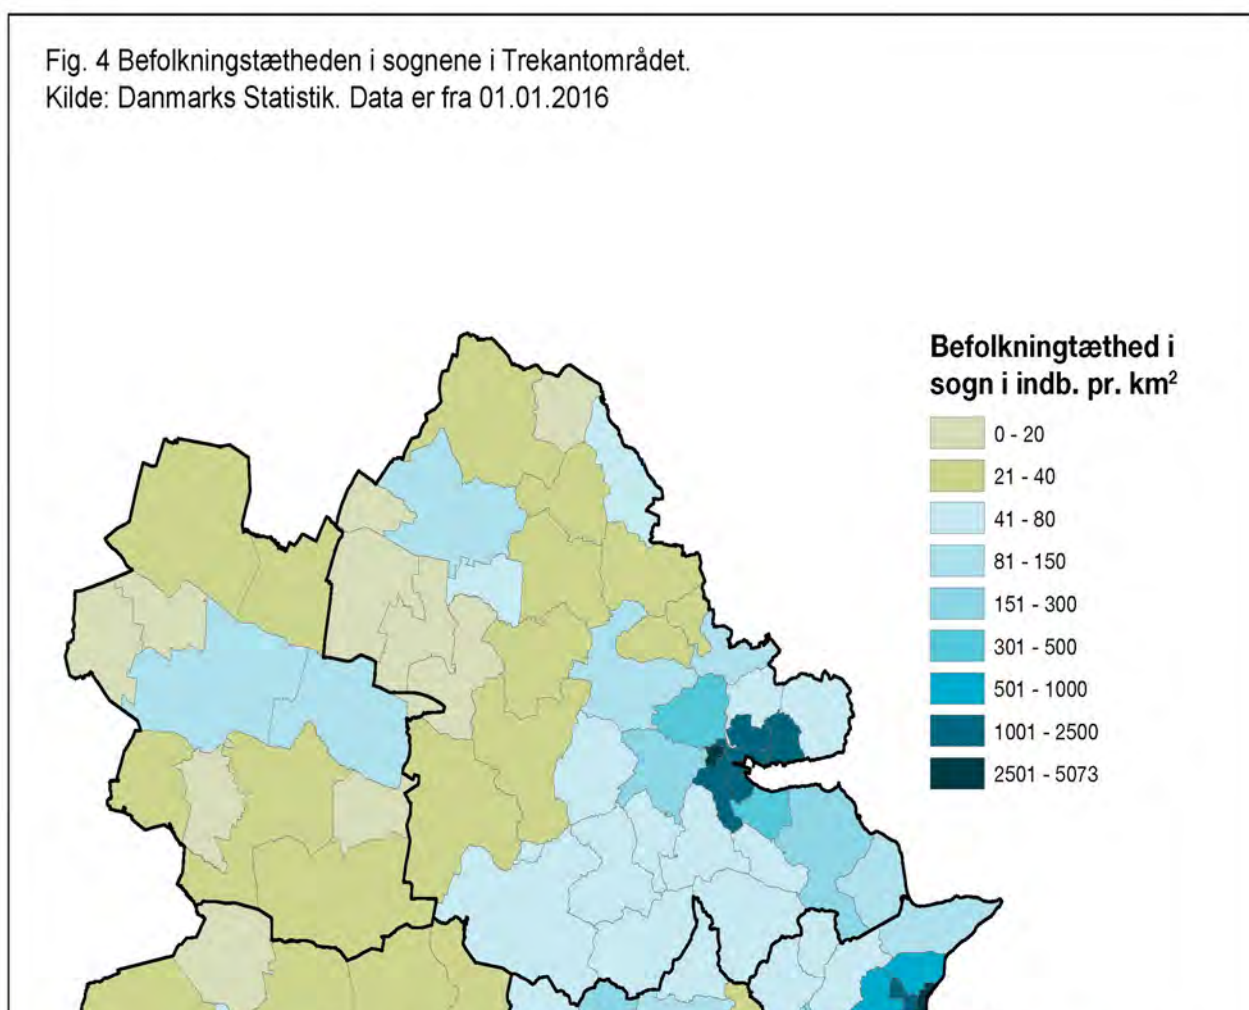 Fig. 4 Befolkningstætheden i sognene i Trekantområdet.
Kilde: Danmarks Statistik. Data er fra 01.01.2016
Befolkningtæthed i
sogn i indb. pr. km²
0 - 20
21 - 40
41 - 80
81 - 150
151 - 300
301 - 500
501 - 1000
1001 - 2500
2501 - 5073